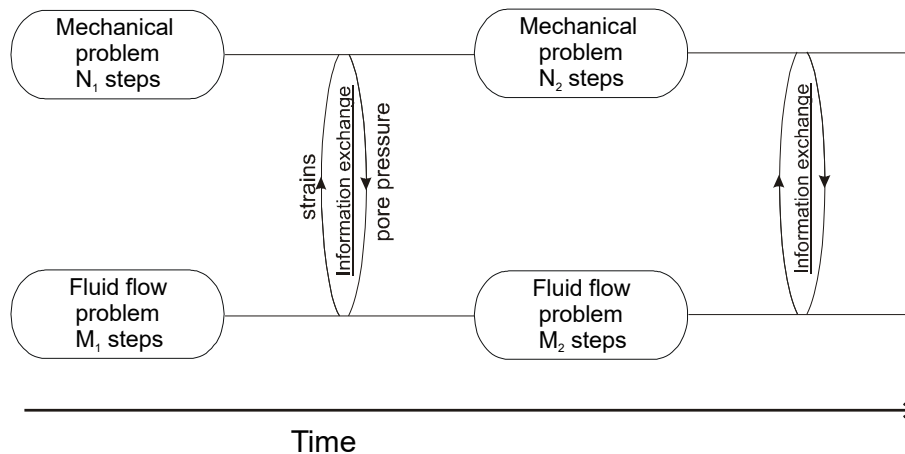 Mechanical
problem
N₁ steps
Mechanical
problem
N₂ steps
strains
Information exchange
pore pressure
Information exchange
Fluid flow
problem
M₁ steps
Fluid flow
problem
M₂ steps
Time